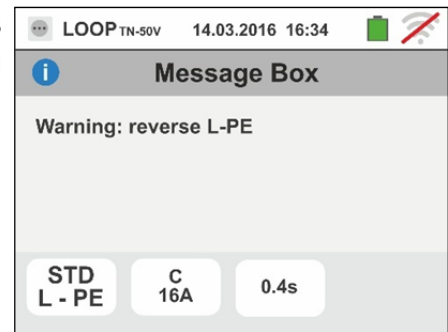 LOOP TN-50V 14.03.2016 16:34
Message Box
Warning: reverse L-PE
STD C 0.4s
L - PE 16A